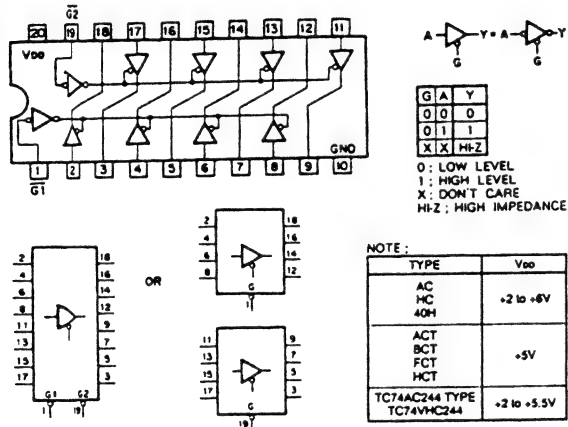 G2
20 19 18 17 16 15 14 13 12 11
VDD
GND
1 2 3 4 5 6 7 8 9 10
G1
A Y = A Y
G G
G A Y
0 0 0
0 1 1
X X HI-Z
0 ; LOW LEVEL
1 ; HIGH LEVEL
X ; DON'T CARE
HI-Z ; HIGH IMPEDANCE
2 18
4 16
6 14
8 12
11 9
13 7
15 5
17 3
G1 G2
1 19
OR
2 18
4 16
6 14
8 12
G
1
11 9
13 7
15 5
17 3
G
19
NOTE :
TYPE VDD
AC
HC
40H
+2 to +6V
ACT
BCT
FCT
HCT
+5V
TC74AC244 TYPE
TC74VHC244
+2 to +5.5V